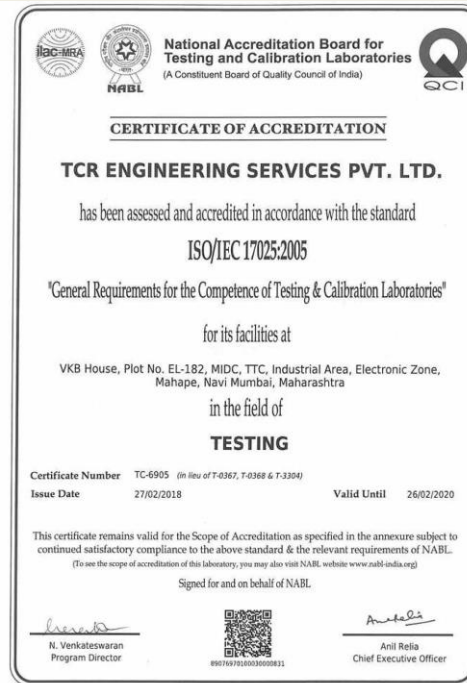 ilac-MRA
NABL
National Accreditation Board for
Testing and Calibration Laboratories
(A Constituent Board of Quality Council of India)
QCI
CERTIFICATE OF ACCREDITATION
TCR ENGINEERING SERVICES PVT. LTD.
has been assessed and accredited in accordance with the standard
ISO/IEC 17025:2005
"General Requirements for the Competence of Testing & Calibration Laboratories"
for its facilities at
VKB House, Plot No. EL-182, MIDC, TTC, Industrial Area, Electronic Zone,
Mahape, Navi Mumbai, Maharashtra
in the field of
TESTING
Certificate Number TC-6905 (in lieu of T-0367, T-0368 & T-3304)
Issue Date 27/02/2018 Valid Until 26/02/2020
This certificate remains valid for the Scope of Accreditation as specified in the annexure subject to
continued satisfactory compliance to the above standard & the relevant requirements of NABL.
(To see the scope of accreditation of this laboratory, you may also visit NABL website www.nabl-india.org)
Signed for and on behalf of NABL
N. Venkateswaran
Program Director
8907697010003000831
Anil Relia
Chief Executive Officer